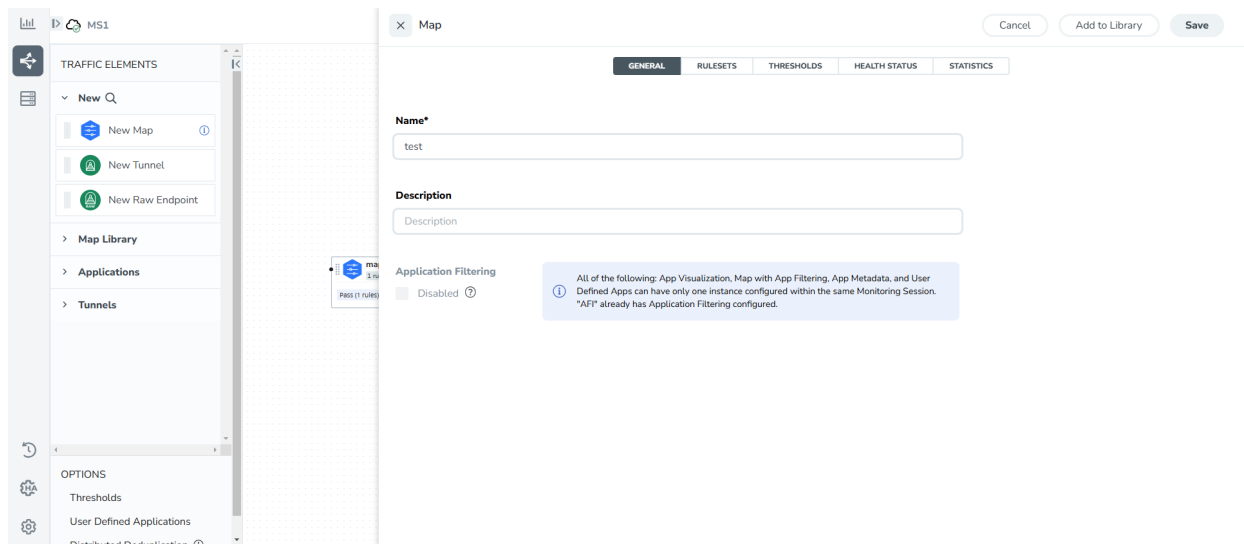 MS1
Map
Cancel
Add to Library
Save
TRAFFIC ELEMENTS
New
New Map
New Tunnel
New Raw Endpoint
Map Library
Applications
Tunnels
OPTIONS
Thresholds
User Defined Applications
Distributed Deduplication
HA
Pass (1 rules)
GENERAL
RULESETS
THRESHOLDS
HEALTH STATUS
STATISTICS
Name*
test
Description
Description
Application Filtering
Disabled
All of the following: App Visualization, Map with App Filtering, App Metadata, and User
Defined Apps can have only one instance configured within the same Monitoring Session.
"AFI" already has Application Filtering configured.